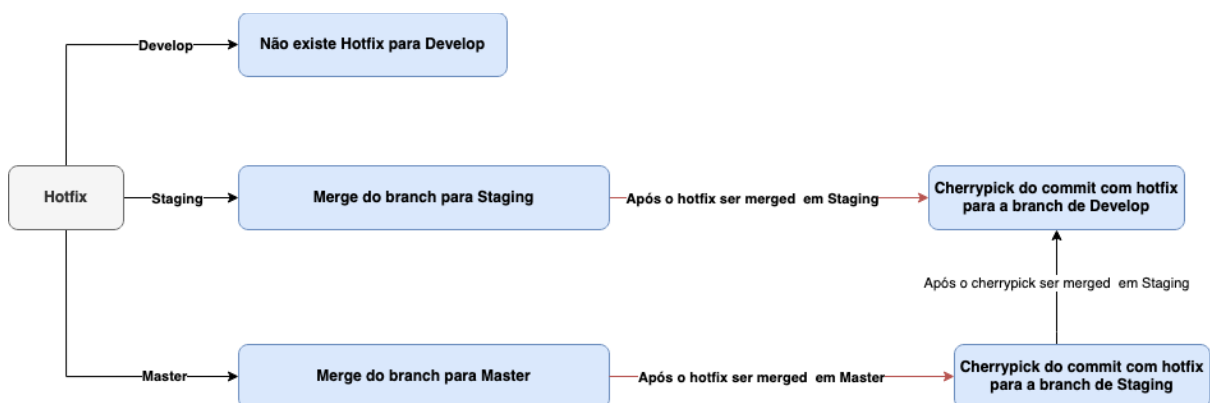 Develop
Não existe Hotfix para Develop
Hotfix
Staging
Merge do branch para Staging
Após o hotfix ser merged em Staging
Cherrypick do commit com hotfix
para a branch de Develop
Após o cherrypick ser merged em Staging
Master
Merge do branch para Master
Após o hotfix ser merged em Master
Cherrypick do commit com hotfix
para a branch de Staging